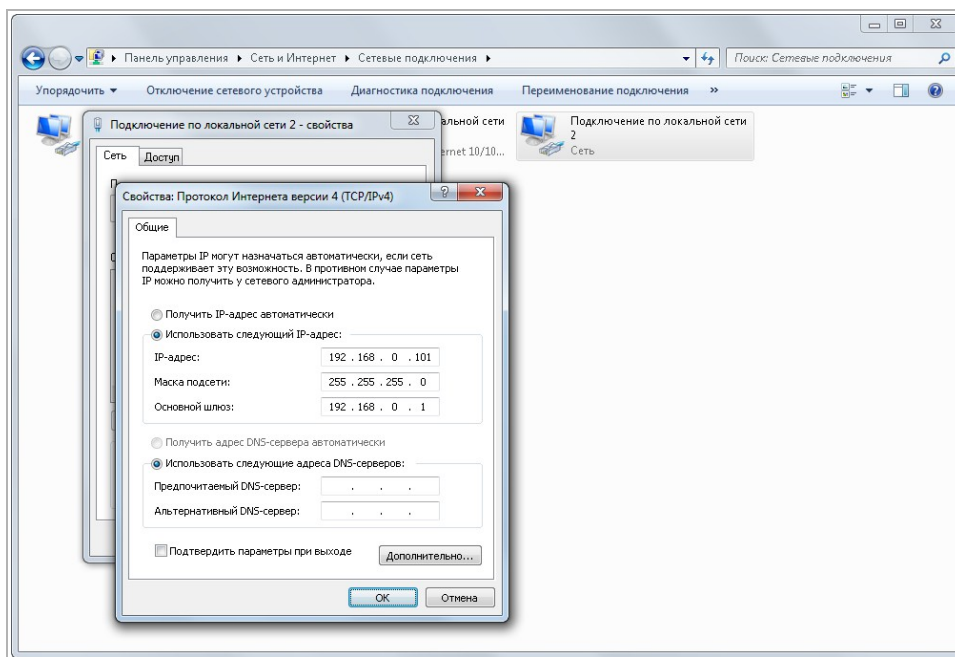 Панель управления Сеть и Интернет Сетевые подключения
Поиск: Сетевые подключения
Упорядочить Отключение сетевого устройства Диагностика подключения Переименование подключения »
Подключение по локальной сети 2 - свойства
альной сети
ernet 10/10...
Подключение по локальной сети
2
Сеть
Сеть Доступ
Свойства: Протокол Интернета версии 4 (TCP/IPv4)
Общие
Параметры IP могут назначаться автоматически, если сеть
поддерживает эту возможность. В противном случае параметры
IP можно получить у сетевого администратора.
Получить IP-адрес автоматически
Использовать следующий IP-адрес:
IP-адрес: 192 . 168 . 0 . 101
Маска подсети: 255 . 255 . 255 . 0
Основной шлюз: 192 . 168 . 0 . 1
Получить адрес DNS-сервера автоматически
Использовать следующие адреса DNS-серверов:
Предпочитаемый DNS-сервер: . . .
Альтернативный DNS-сервер: . . .
Подтвердить параметры при выходе
Дополнительно...
ОК Отмена